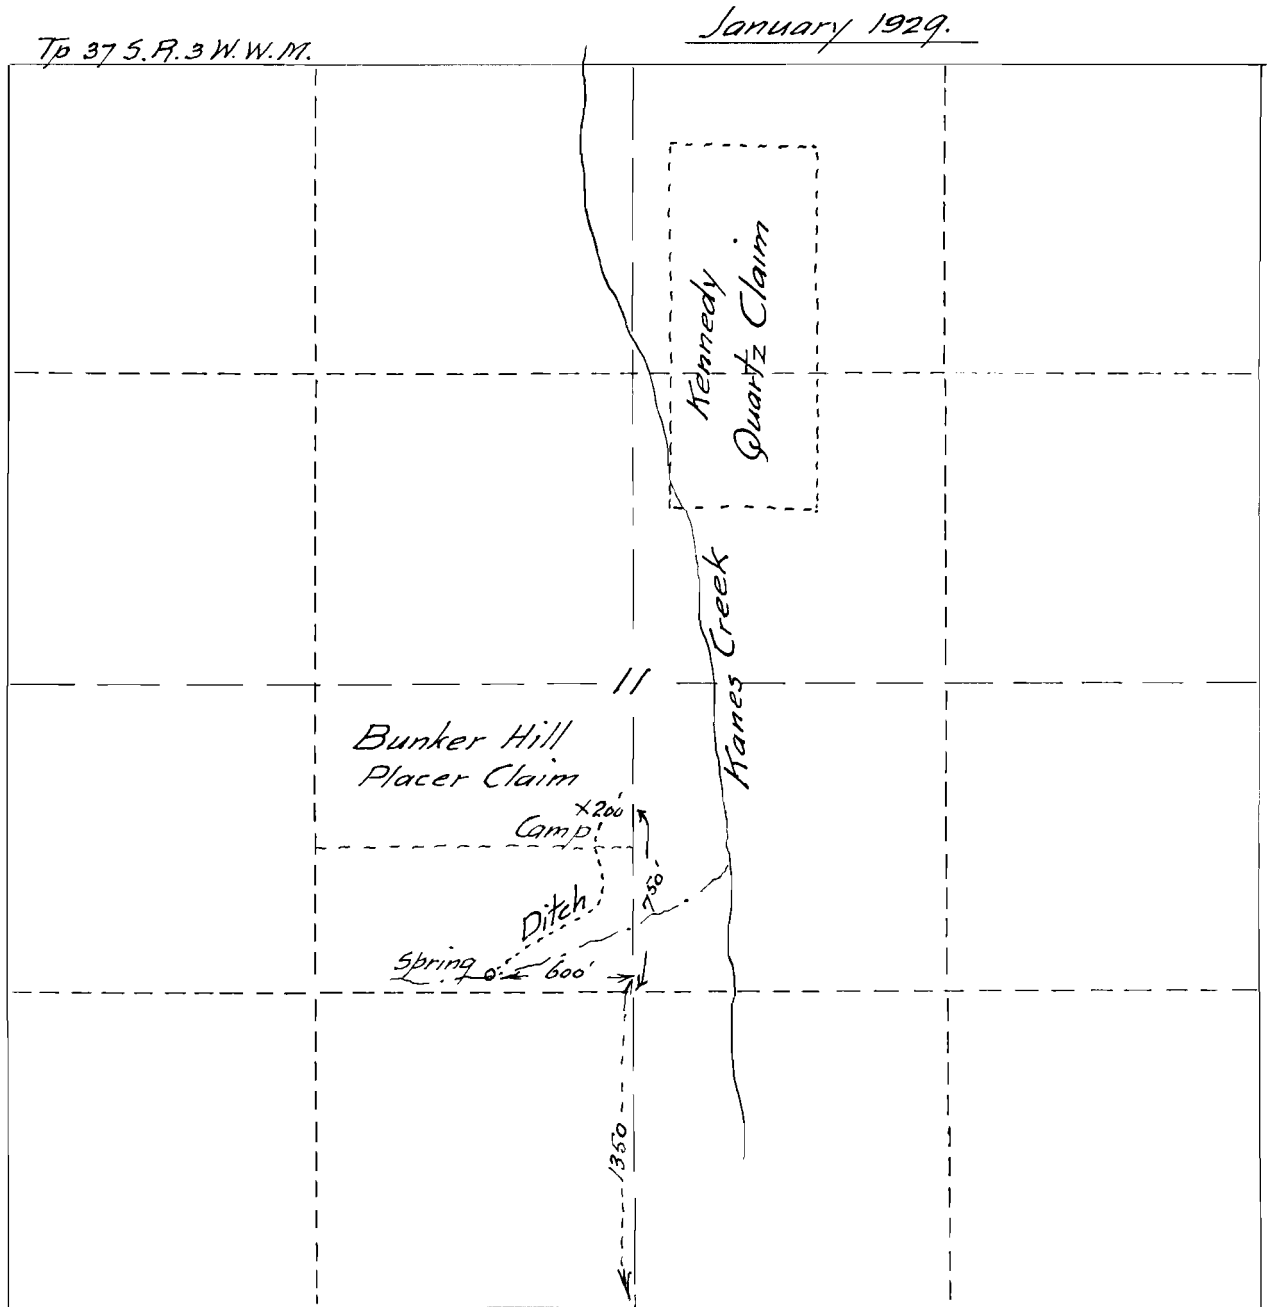 January 1929.
Tp 37 S.R.3 W.W.M.
Kennedy
Quartz Claim
Kanes Creek
11
Bunker Hill
Placer Claim
X200'
Camp
750'
Ditch
Spring
600'
1350